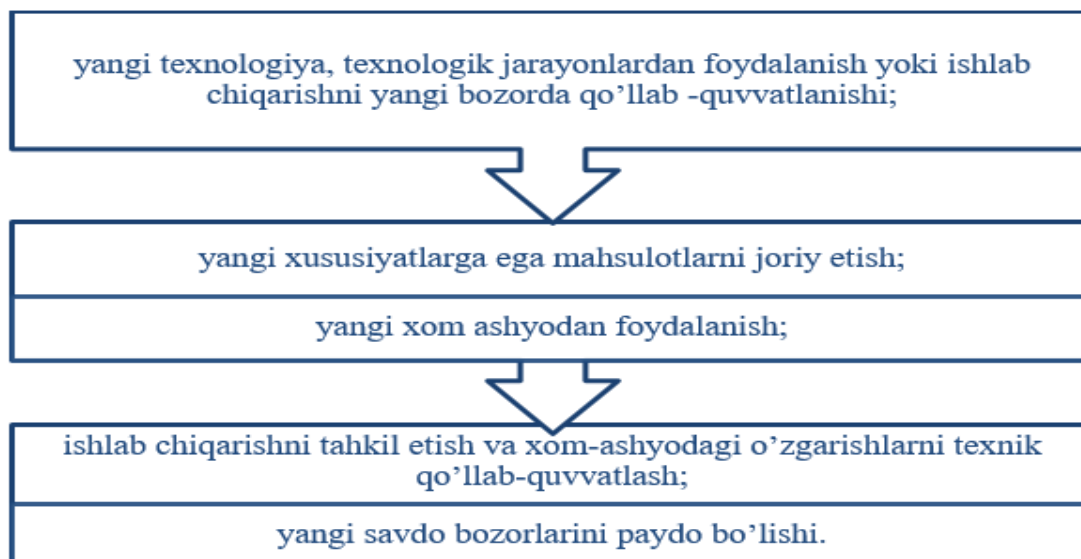 yangi texnologiya, texnologik jarayonlardan foydalanish yoki ishlab
chiqarishni yangi bozorda qo’llab -quvvatlanishi;
yangi xususiyatlarga ega mahsulotlarni joriy etish;
yangi xom ashyodan foydalanish;
ishlab chiqarishni tahkil etish va xom-ashyodagi o’zgarishlarni texnik
qo’llab-quvvatlash;
yangi savdo bozorlarini paydo bo’lishi.